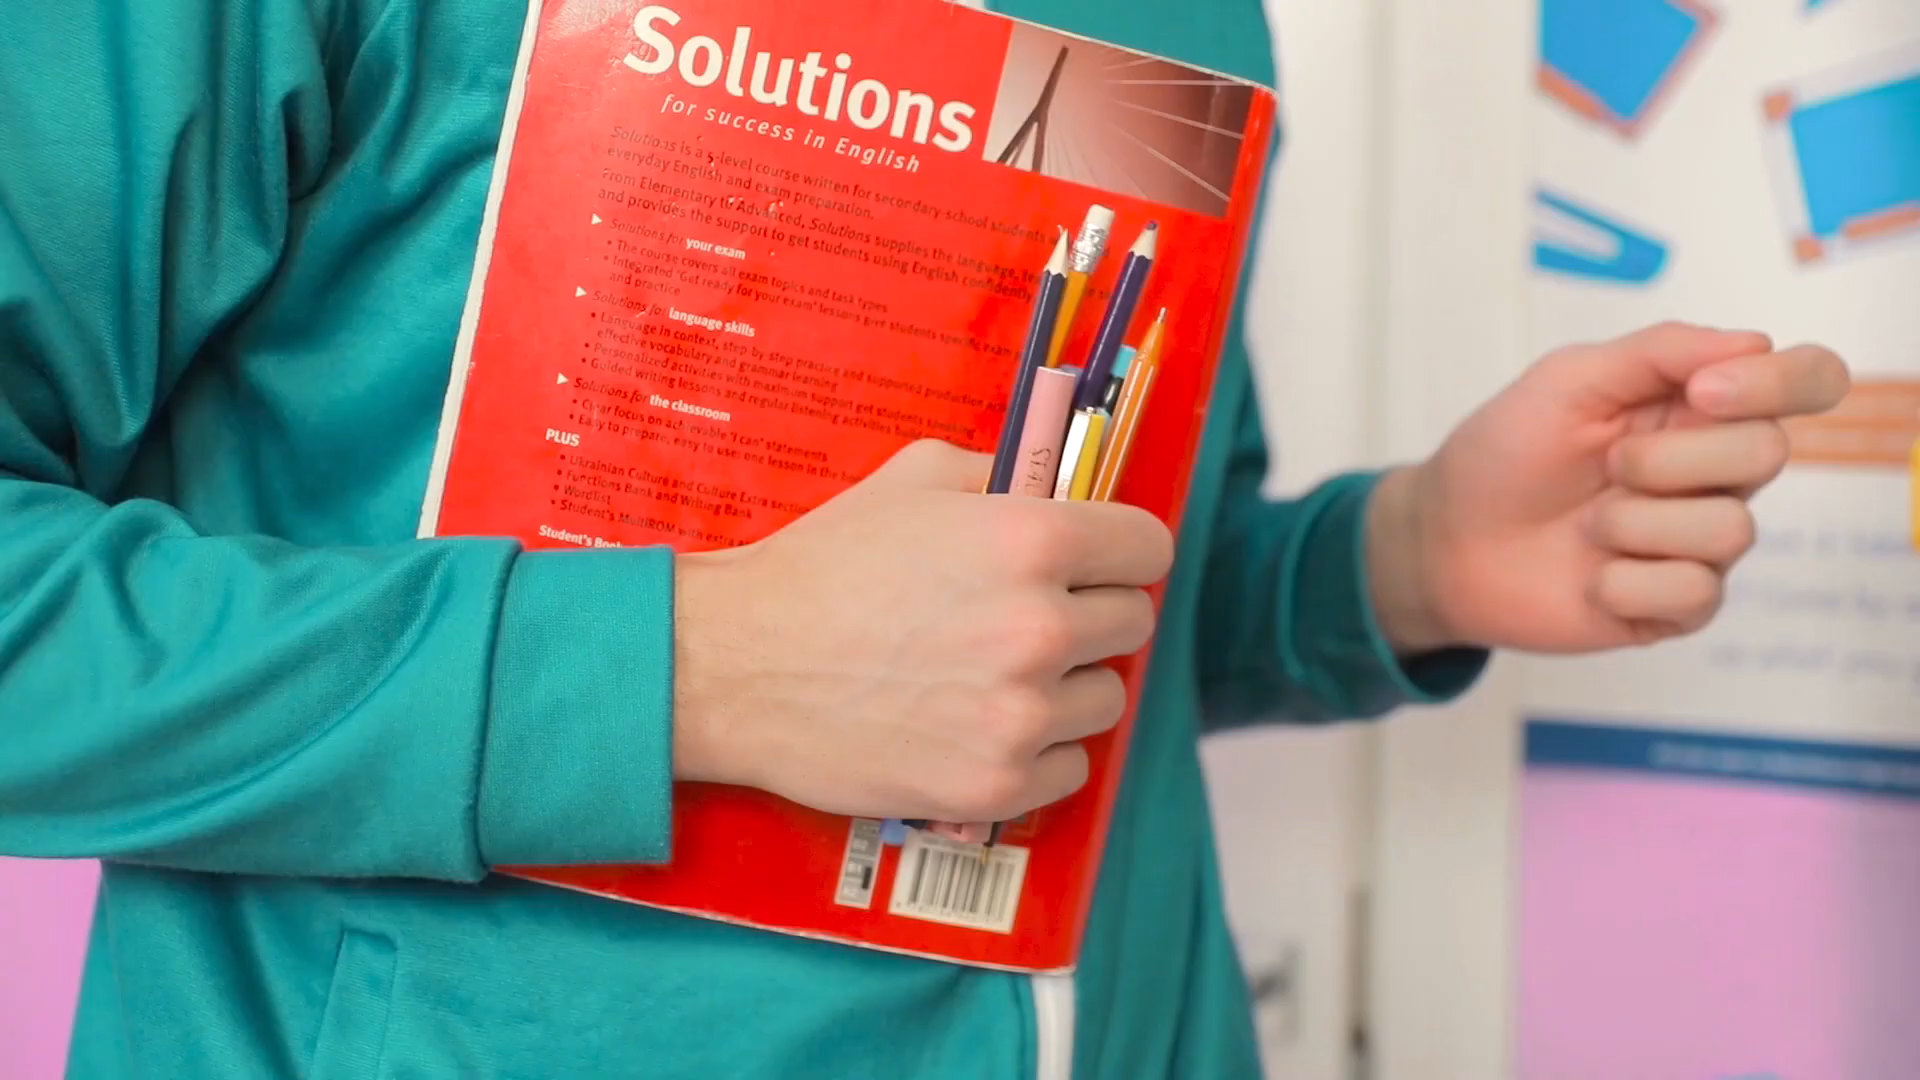 Solutions
for success in English
Solutions is a 5-level course written for secondary-school students
everyday English and exam preparation.
From Elementary to Advanced, Solutions supplies the language,
and provides the support to get students using English confidently
Solutions for your exam
• The course covers all exam topics and task types
• Integrated 'Get ready for your exam' lessons give students specific exam
and practice
Solutions for language skills
• Language in context, step-by-step practice and supported production
effective vocabulary and grammar learning
• Personalized activities with maximum support get students speaking
• Guided writing lessons and regular listening activities build
Solutions for the classroom
• Clear focus on achievable "I can" statements
• Easy to prepare, easy to use: one lesson in the
PLUS
• Ukrainian Culture and Culture Extra section
• Functions Bank and Writing Bank
• Wordlist
• Student's MultiROM with extra
Student's